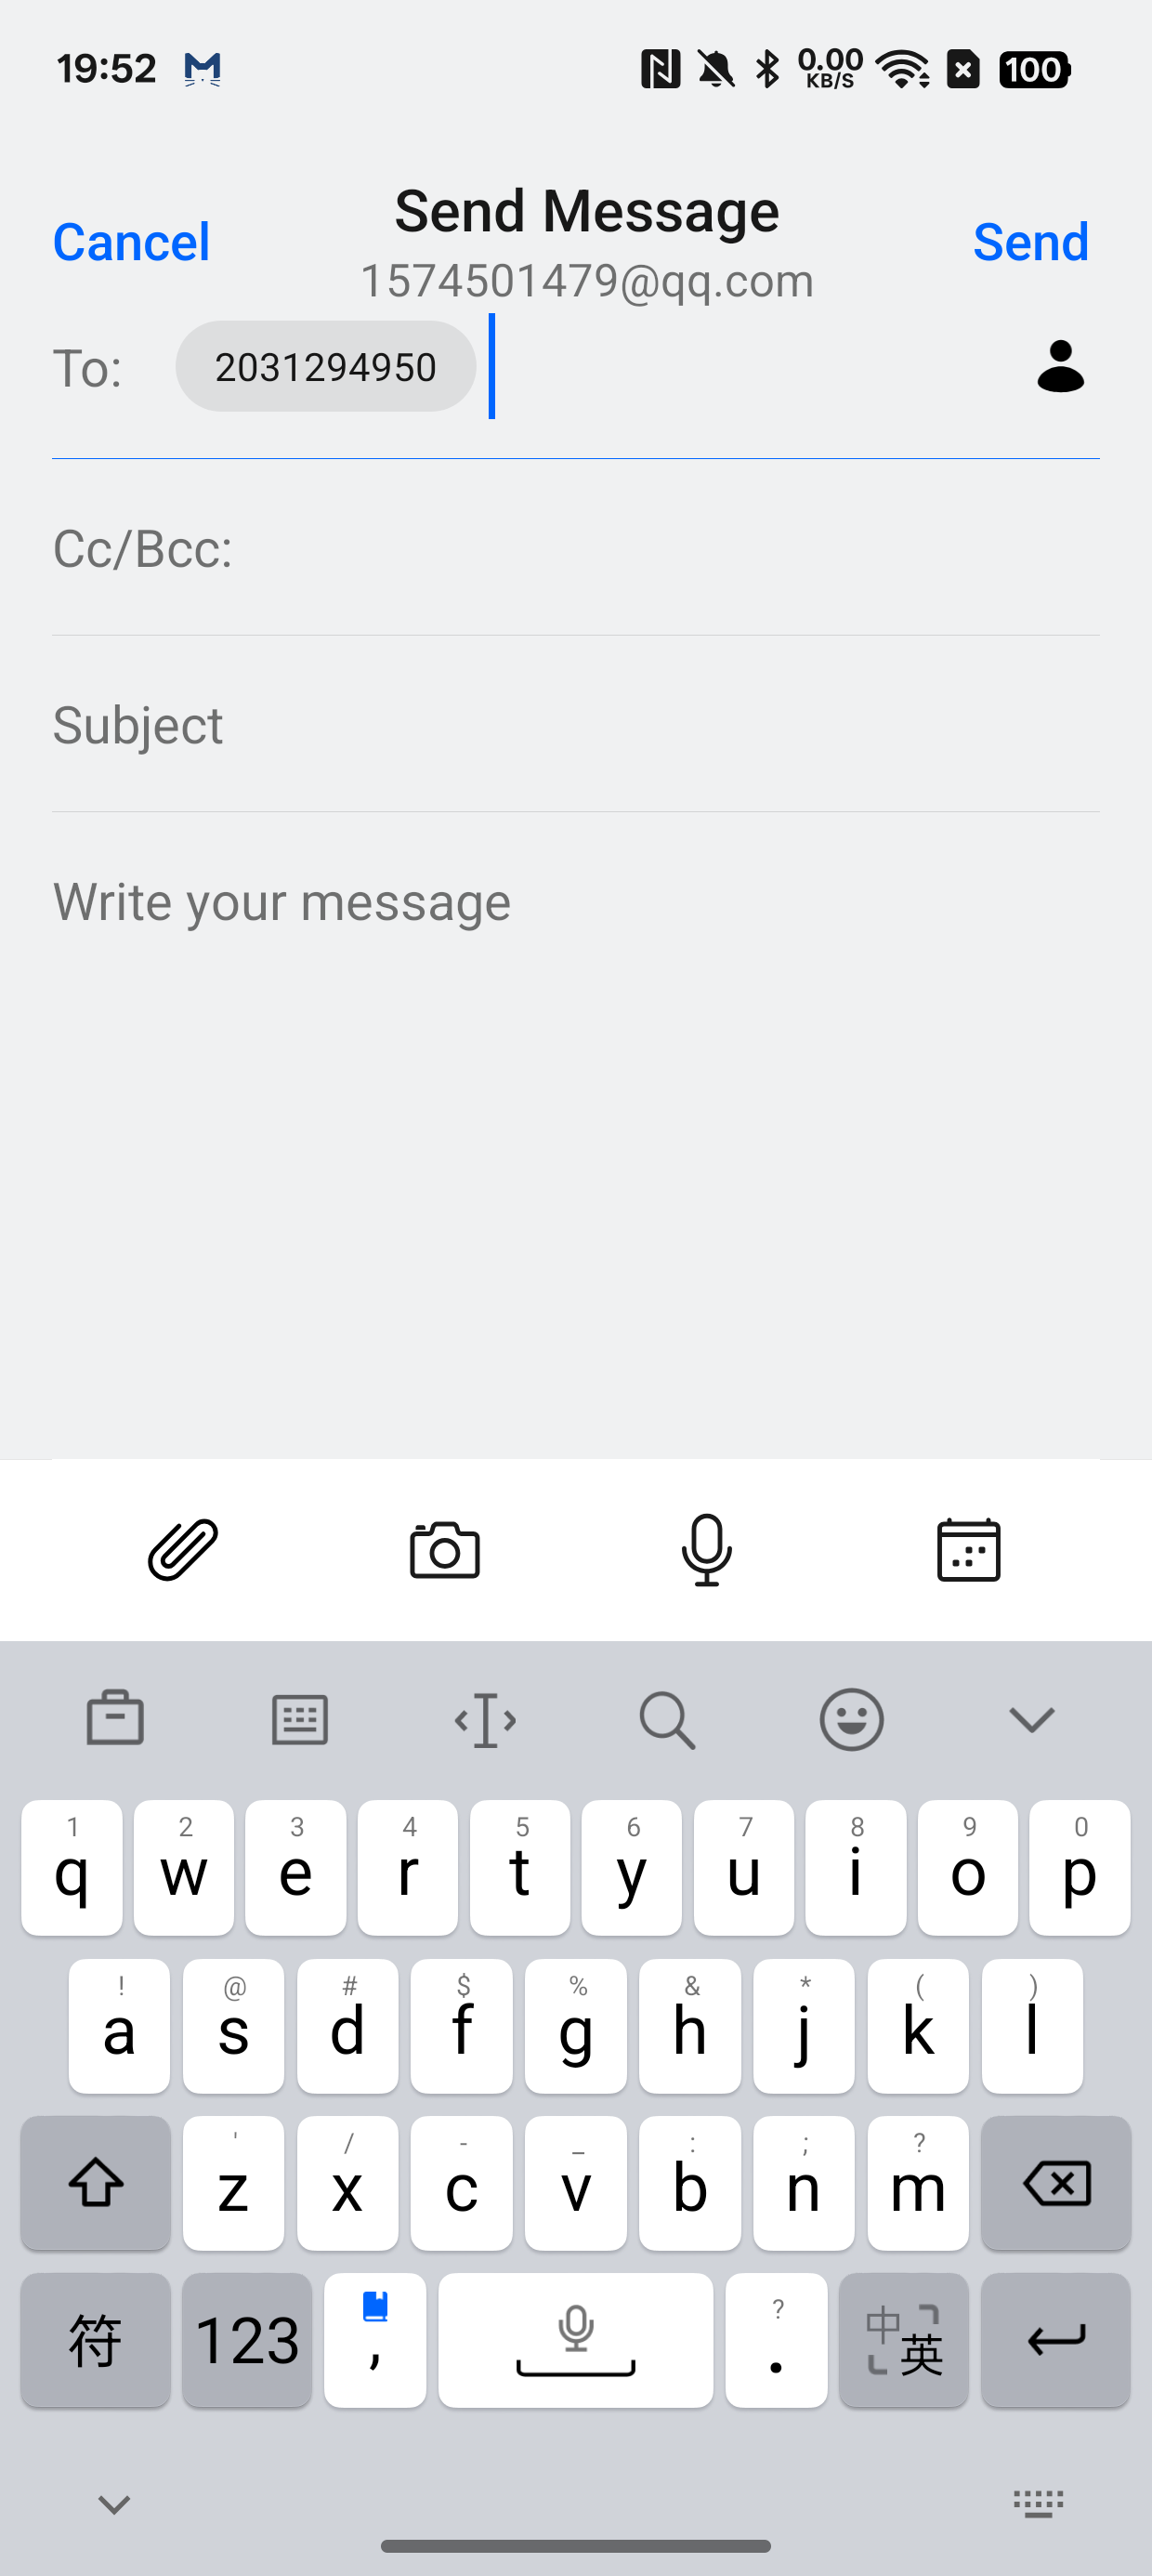 19:52
0.00
KB/S
100
Send Message
Cancel
Send
1574501479@qq.com
To:
2031294950
Cc/Bcc:
Subject
Write your message
1 2 3 4 5 6 7 8 9 0
q w e r t y u i o p
! @ # $ % & * ( )
a s d f g h j k l
' / - _ : ; ?
z x c v b n m
?
符 123 , . 中英